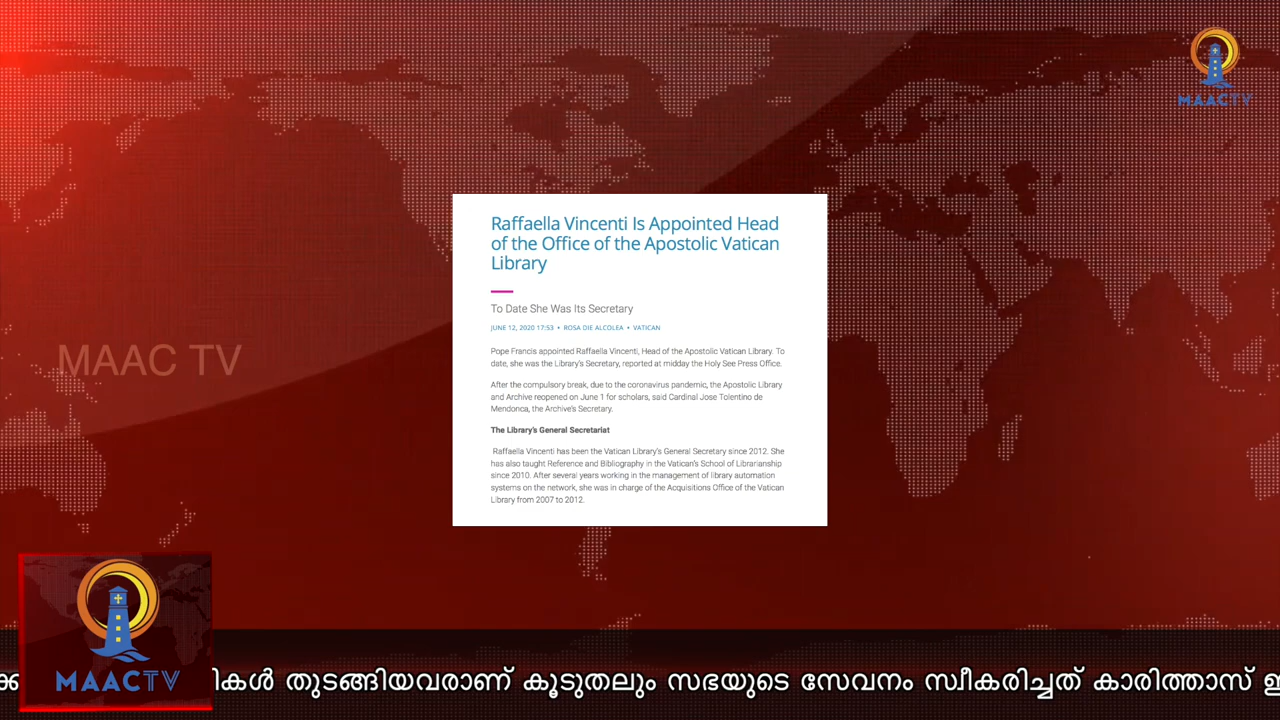 MAACTV
Raffaella Vincenti Is Appointed Head
of the Office of the Apostolic Vatican
Library
To Date She Was Its Secretary
JUNE 12, 2020 17:53 • ROSA DIE ALCOLEA • VATICAN
Pope Francis appointed Raffaella Vincenti, Head of the Apostolic Vatican Library. To
date, she was the Library's Secretary, reported at midday the Holy See Press Office.
After the compulsory break, due to the coronavirus pandemic, the Apostolic Library
and Archive reopened on June 1 for scholars, said Cardinal Jose Tolentino de
Mendonca, the Archive's Secretary.
The Library's General Secretariat
Raffaella Vincenti has been the Vatican Library's General Secretary since 2012. She
has also taught Reference and Bibliography in the Vatican's School of Librarianship
since 2010. After several years working in the management of library automation
systems on the network, she was in charge of the Acquisitions Office of the Vatican
Library from 2007 to 2012.
MAAC TV
MAACTV
തുടങ്ങിയവരാണ് കൂടുതലും സഭയുടെ സേവനം സ്വീകരിച്ചത് കാരിത്താസ്